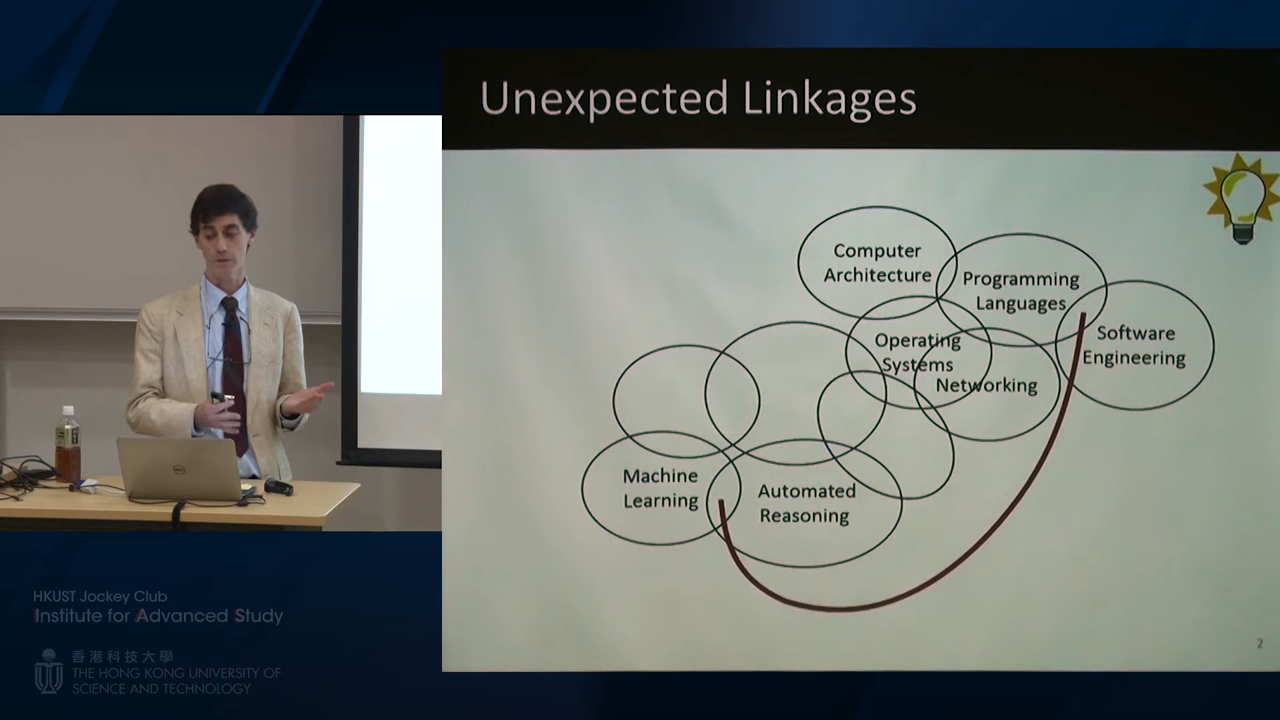 Unexpected Linkages
Computer
Architecture
Programming
Languages
Software
Engineering
Operating
Systems
Networking
Machine
Learning
Automated
Reasoning
2
HKUST Jockey Club
Institute for Advanced Study
香港科技大學
THE HONG KONG UNIVERSITY OF
SCIENCE AND TECHNOLOGY